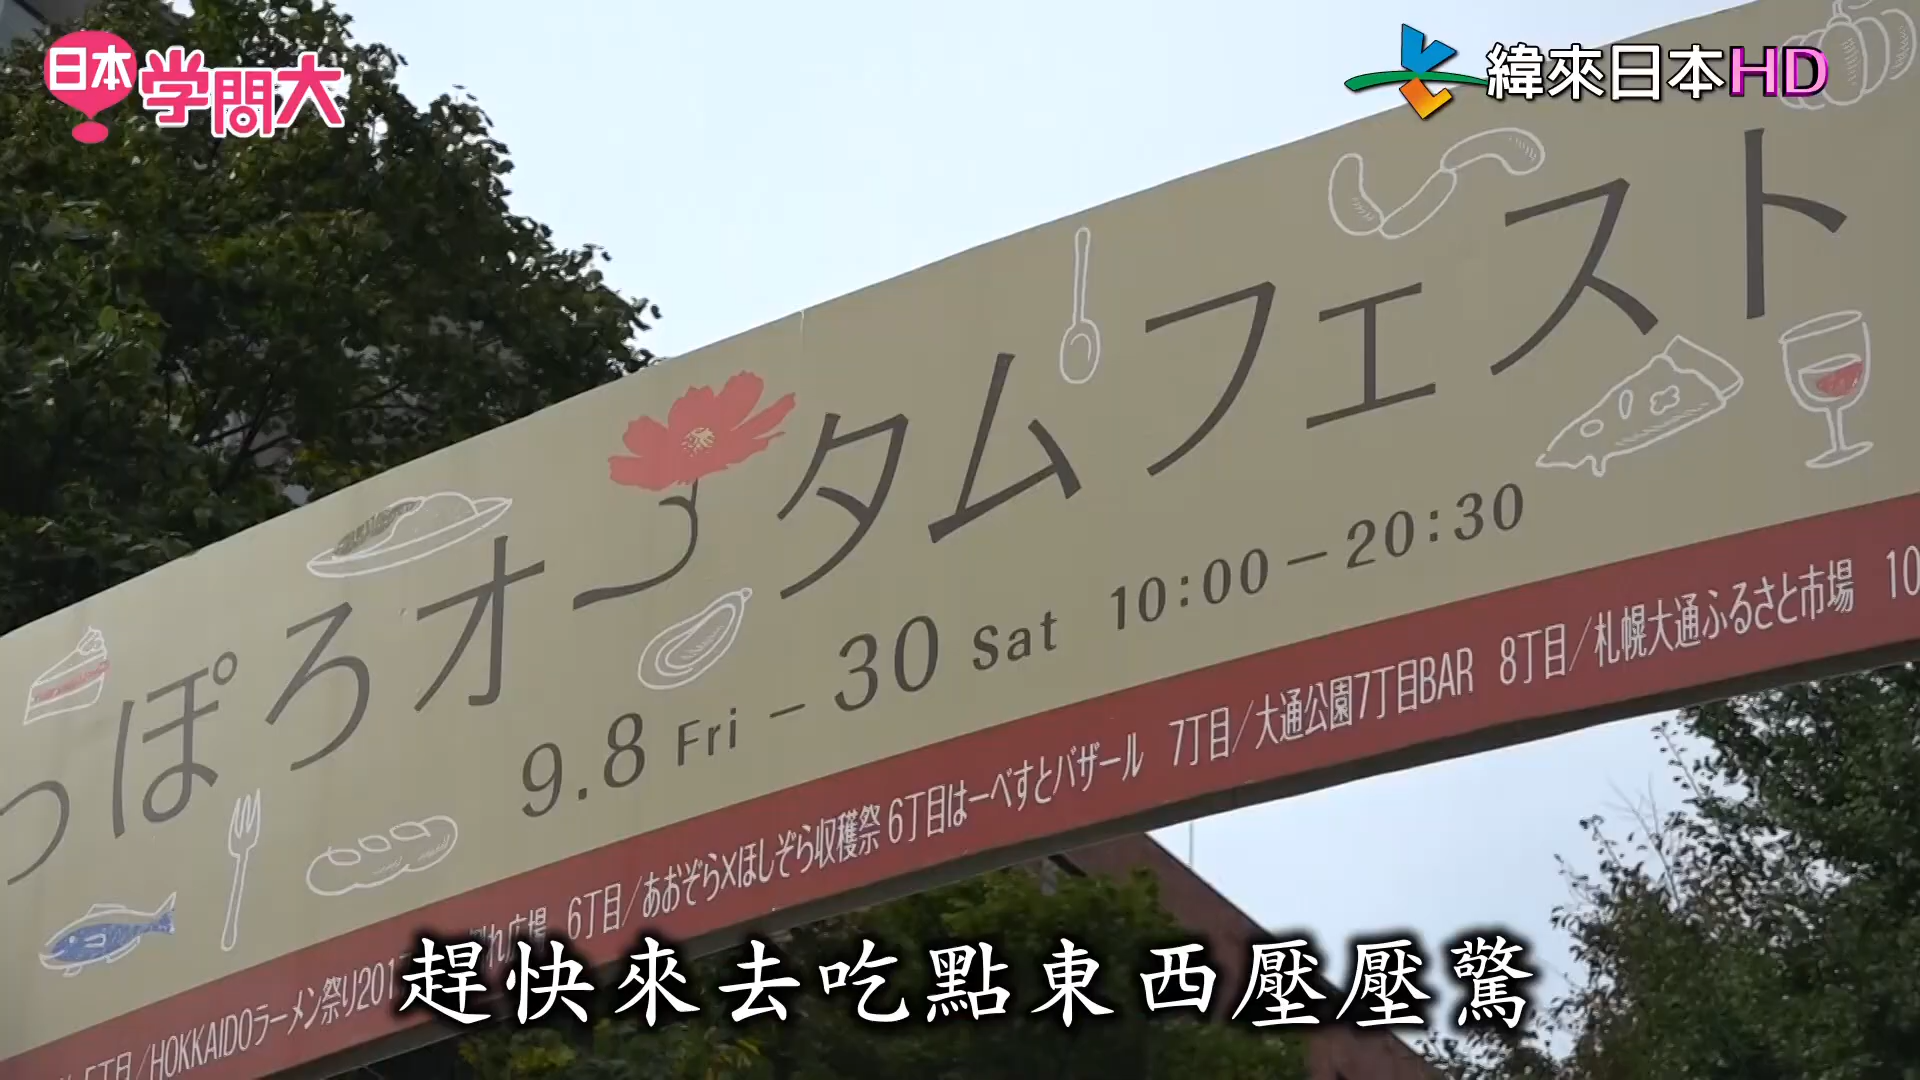 日本学問大
緯來日本HD
っぽろオータムフェスト
9.8 Fri － 30 Sat 10:00－20:30
5丁目/HOKKAIDOラーメン祭り201 れ広場 6丁目/あおぞら×ほしぞら収穫祭 6丁目はーべすとバザール 7丁目/大通公園7丁目BAR 8丁目/札幌大通ふるさと市場 10
趕快來去吃點東西壓壓驚